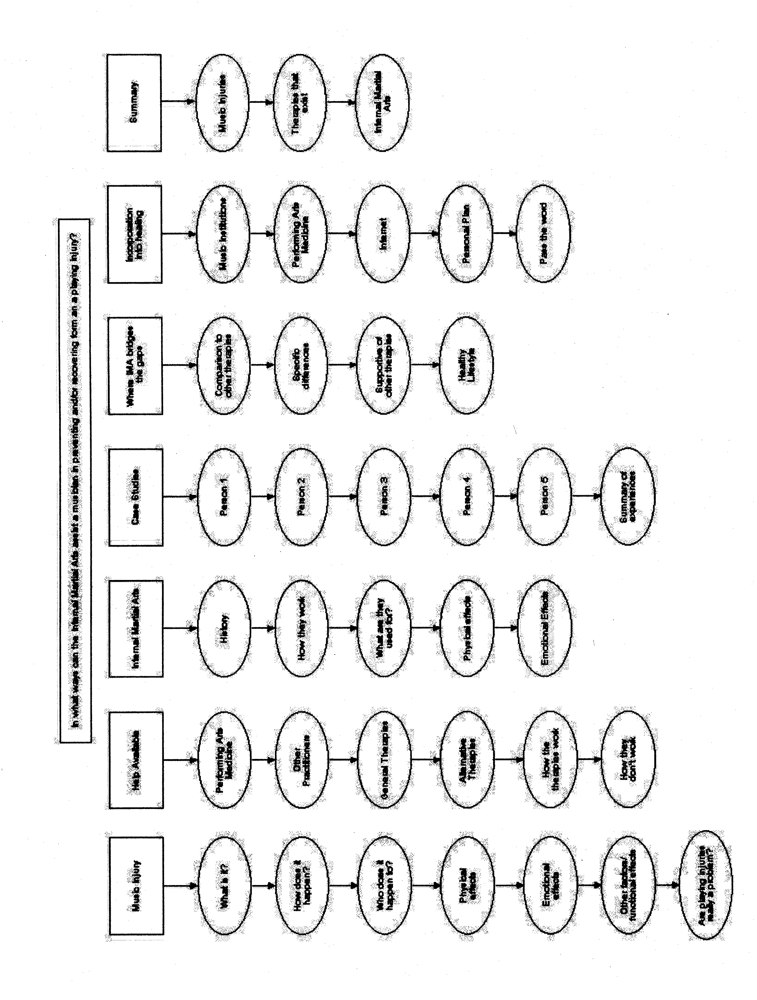 In what ways can the Internal Martial Arts assist a musician in preventing and/or recovering form an a playing injury?
Music Injury
What is it?
How does it
happen?
Who does it
happen to?
Physical
effects
Emotional
effects
Other factors/
functional effects
Are playing injuries
really a problem?
Help Available
Performing Arts
Medicine
Other
Practitioners
General Therapies
Alternative
Therapies
How the
therapies work
How they
don't work
Internal Martial Arts
History
How they work
What are they
used for?
Physical effects
Emotional Effects
Case Studies
Person 1
Person 2
Person 3
Person 4
Person 5
Summary of
experiences
Where IMA bridges
the gaps
Comparison to
other therapies
Specific
differences
Supportive of
other therapies
Healthy
Lifestyle
Incorporation
into healing
Music Institutions
Performing Arts
Medicine
Internet
Personal Plan
Pass the word
Summary
Music Injuries
Therapies that
exist
Internal Martial
Arts